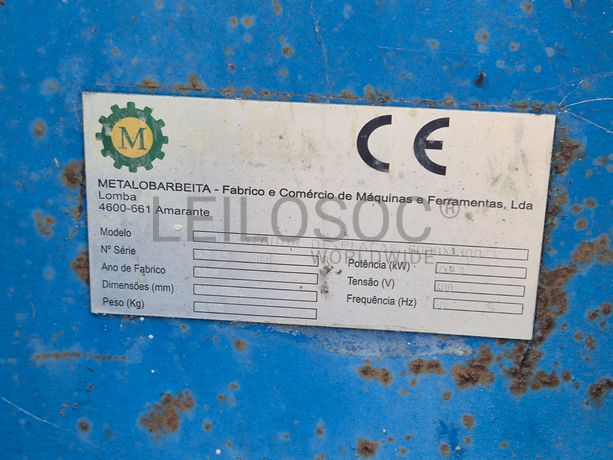 M
CE
METALOBARBEITA - Fabrico e Comércio de Máquinas e Ferramentas, Lda
Lomba
4600-661 Amarante
LEILOSOC®
WORLDWIDE
Modelo
Nº Série
Ano de Fabrico
Dimensões (mm)
Peso (Kg)
Potência (kW)
Tensão (V)
Frequência (Hz)